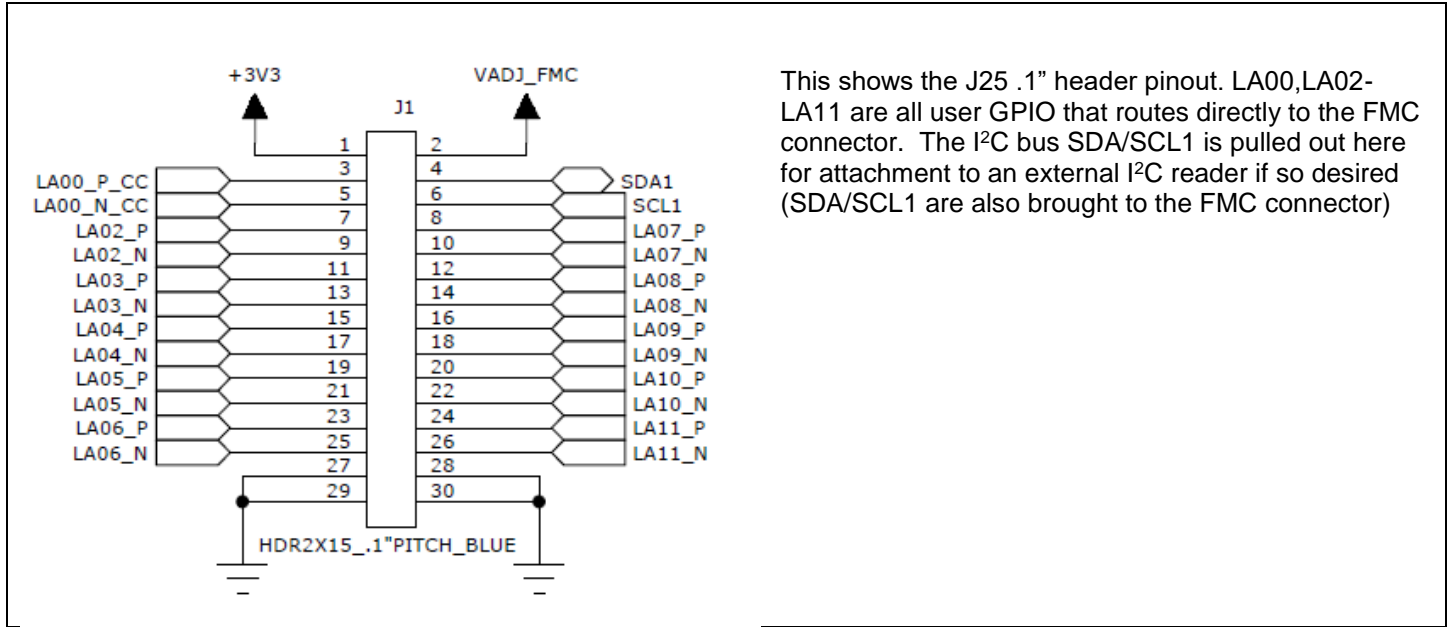 +3V3
VADJ_FMC
J1
1
2
3
4
LA00_P_CC
SDA1
5
6
LA00_N_CC
SCL1
7
8
LA02_P
LA07_P
9
10
LA02_N
LA07_N
11
12
LA03_P
LA08_P
13
14
LA03_N
LA08_N
15
16
LA04_P
LA09_P
17
18
LA04_N
LA09_N
19
20
LA05_P
LA10_P
21
22
LA05_N
LA10_N
23
24
LA06_P
LA11_P
25
26
LA06_N
LA11_N
27
28
29
30
HDR2X15_.1"PITCH_BLUE
This shows the J25 .1” header pinout. LA00,LA02-
LA11 are all user GPIO that routes directly to the FMC
connector.  The I²C bus SDA/SCL1 is pulled out here
for attachment to an external I²C reader if so desired
(SDA/SCL1 are also brought to the FMC connector)